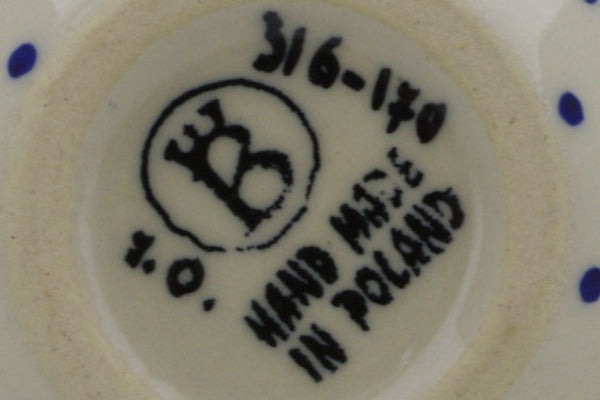 316-170
B
HAND MADE
IN POLAND